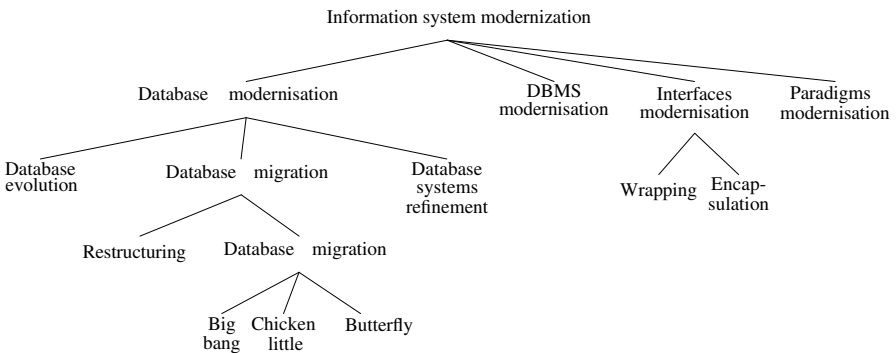 Information system modernization
Database modernisation
DBMS
modernisation
Interfaces
modernisation
Paradigms
modernisation
Database
evolution
Database migration
Database
systems
refinement
Wrapping
Encap-
sulation
Restructuring
Database migration
Big
bang
Chicken
little
Butterfly